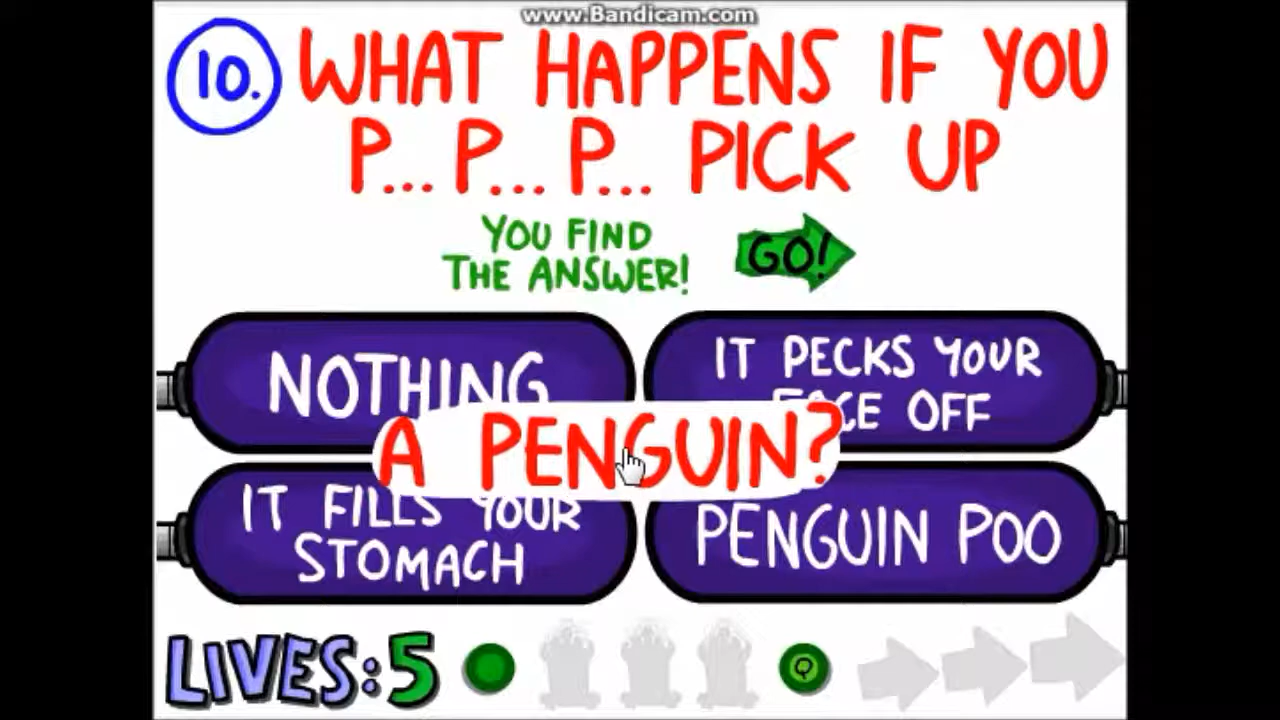 www.Bandicam.com
10. WHAT HAPPENS IF YOU
P... P... P... PICK UP
YOU FIND
THE ANSWER!
GO!
NOTHING
IT PECKS YOUR
FACE OFF
A PENGUIN?
IT FILLS YOUR
STOMACH
PENGUIN POO
LIVES: 5
Q